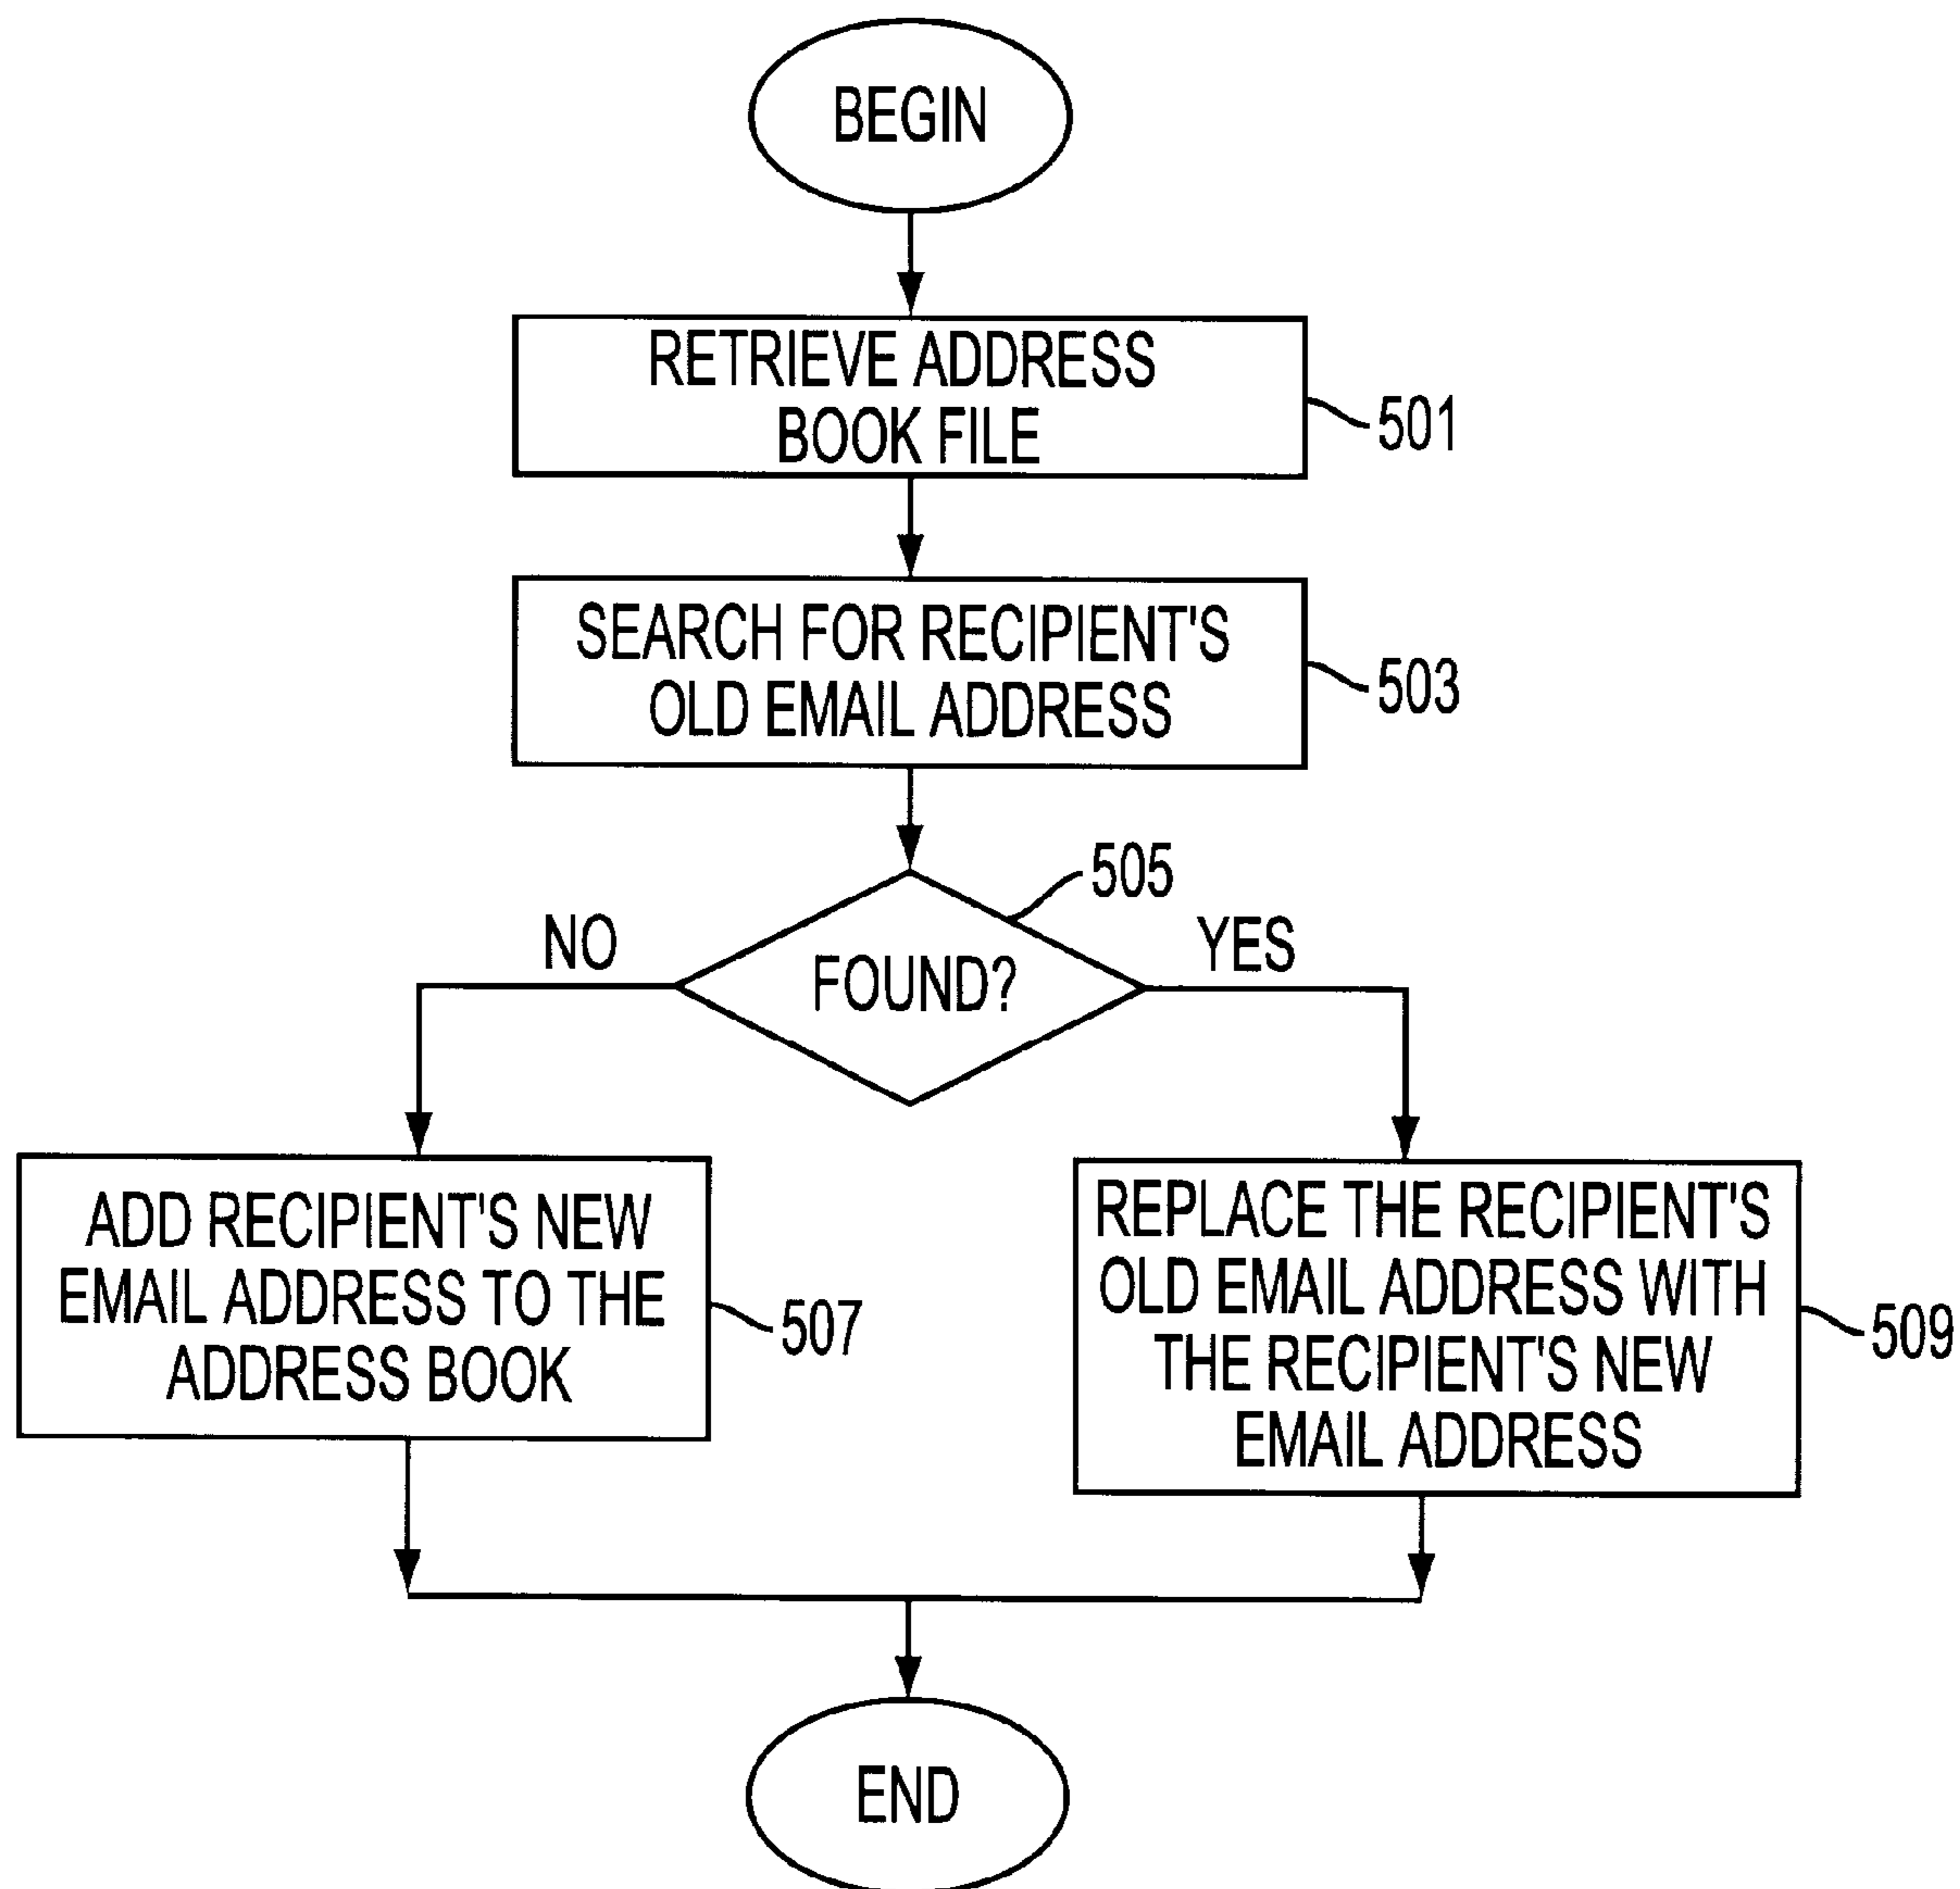 BEGIN
RETRIEVE ADDRESS
BOOK FILE
501
SEARCH FOR RECIPIENT'S
OLD EMAIL ADDRESS
503
505
NO
YES
FOUND?
ADD RECIPIENT'S NEW
EMAIL ADDRESS TO THE
ADDRESS BOOK
507
REPLACE THE RECIPIENT'S
OLD EMAIL ADDRESS WITH
THE RECIPIENT'S NEW
EMAIL ADDRESS
509
END